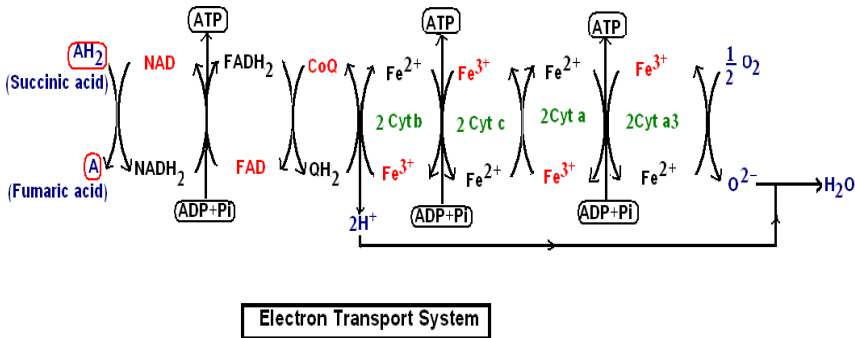 ATP ATP ATP
AH₂ NAD FADH₂ CoQ Fe²⁺ Fe³⁺ Fe²⁺ Fe³⁺ ½ O₂
(Succinic acid)
2 Cyt b 2 Cyt c 2Cyt a 2Cyt a3
A NADH₂ FAD QH₂ Fe³⁺ Fe²⁺ Fe³⁺ Fe²⁺ O²⁻ H₂O
(Fumaric acid)
ADP+Pi 2H⁺ ADP+Pi ADP+Pi
Electron Transport System